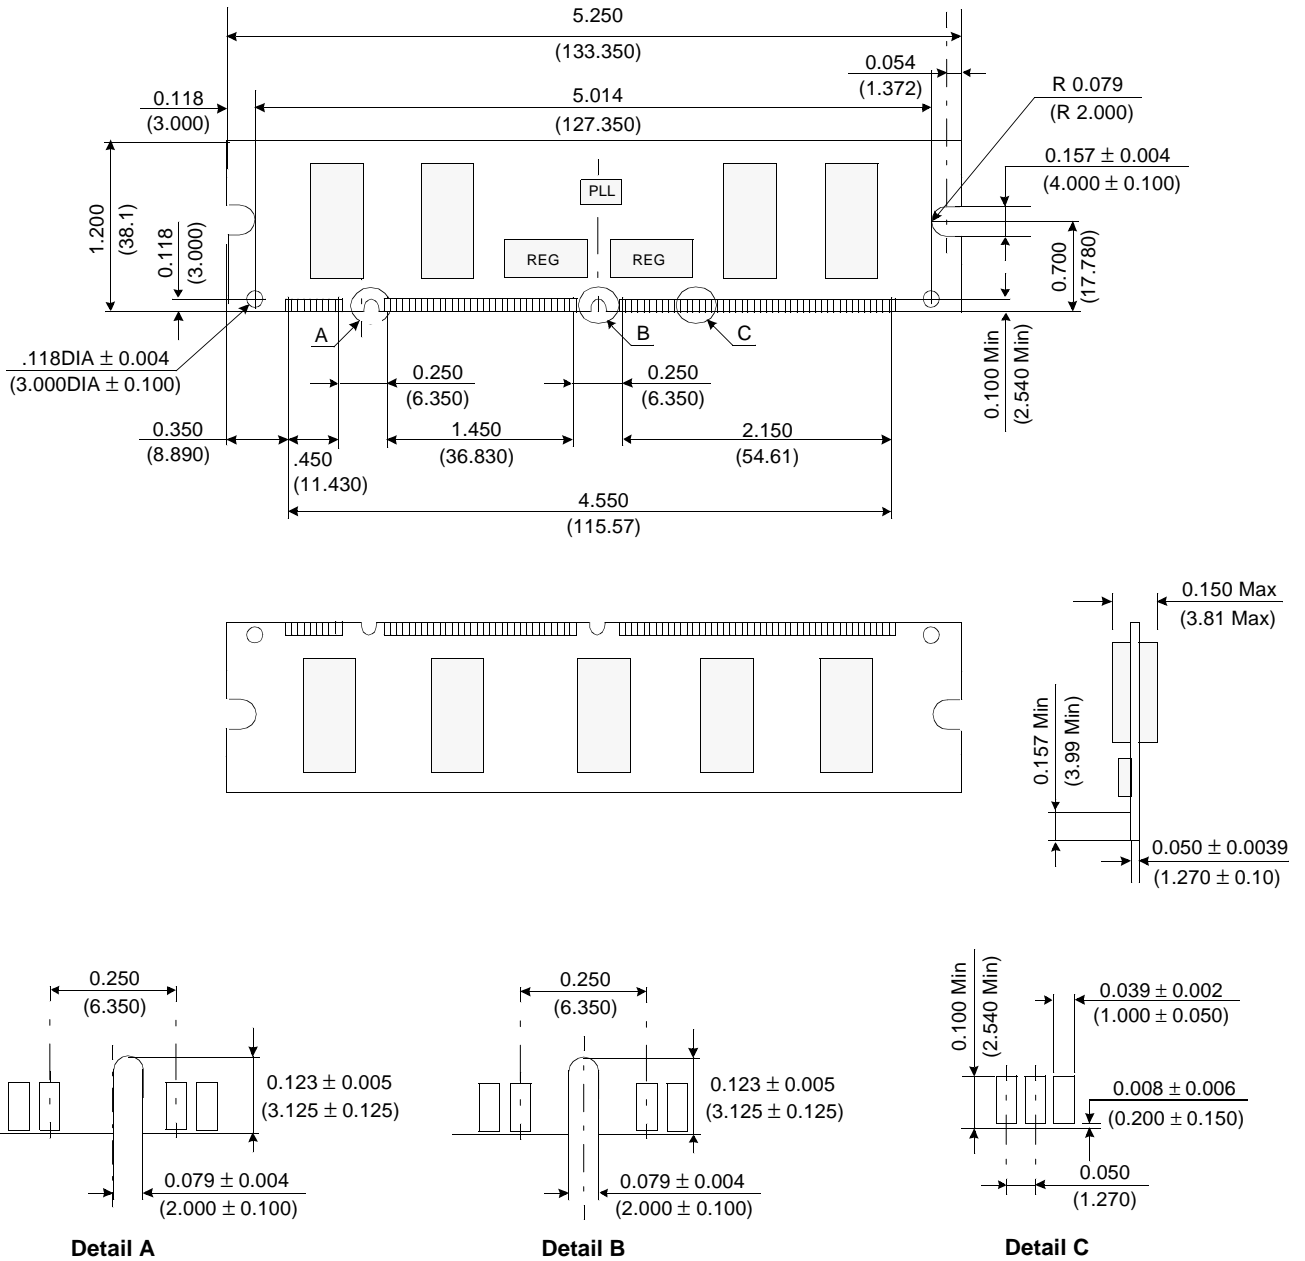 5.250
(133.350)
0.054
(1.372)
R 0.079
(R 2.000)
0.118
(3.000)
5.014
(127.350)
0.157 ± 0.004
(4.000 ± 0.100)
PLL
1.200
(38.1)
0.118
(3.000)
REG
REG
0.700
(17.780)
A
B
C
.118DIA ± 0.004
(3.000DIA ± 0.100)
0.250
(6.350)
0.250
(6.350)
0.100 Min
(2.540 Min)
0.350
(8.890)
.450
(11.430)
1.450
(36.830)
2.150
(54.61)
4.550
(115.57)
0.150 Max
(3.81 Max)
0.157 Min
(3.99 Min)
0.050 ± 0.0039
(1.270 ± 0.10)
0.250
(6.350)
0.123 ± 0.005
(3.125 ± 0.125)
0.079 ± 0.004
(2.000 ± 0.100)
Detail A
0.250
(6.350)
0.123 ± 0.005
(3.125 ± 0.125)
0.079 ± 0.004
(2.000 ± 0.100)
Detail B
0.100 Min
(2.540 Min)
0.039 ± 0.002
(1.000 ± 0.050)
0.008 ± 0.006
(0.200 ± 0.150)
0.050
(1.270)
Detail C